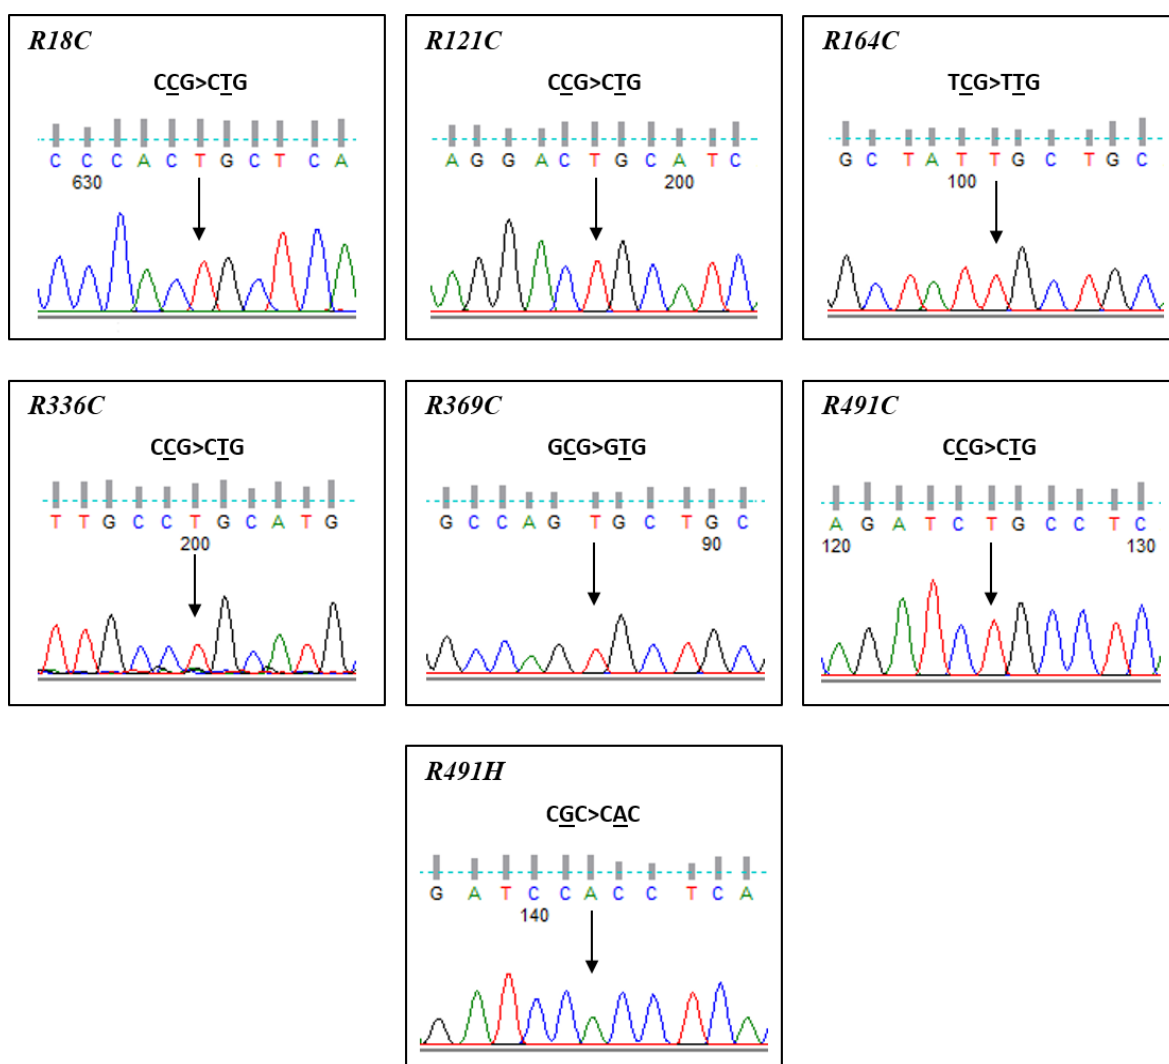 R18C
CCG>CTG
C C C A C T G C T C A
630
R121C
CCG>CTG
A G G A C T G C A T C
200
R164C
TCG>TTG
G C T A T T G C T G C
100
R336C
CCG>CTG
T T G C C T G C A T G
200
R369C
GCG>GTG
G C C A G T G C T G C
90
R491C
CCG>CTG
A G A T C T G C C T C
120 130
R491H
CGC>CAC
G A T C C A C C T C A
140